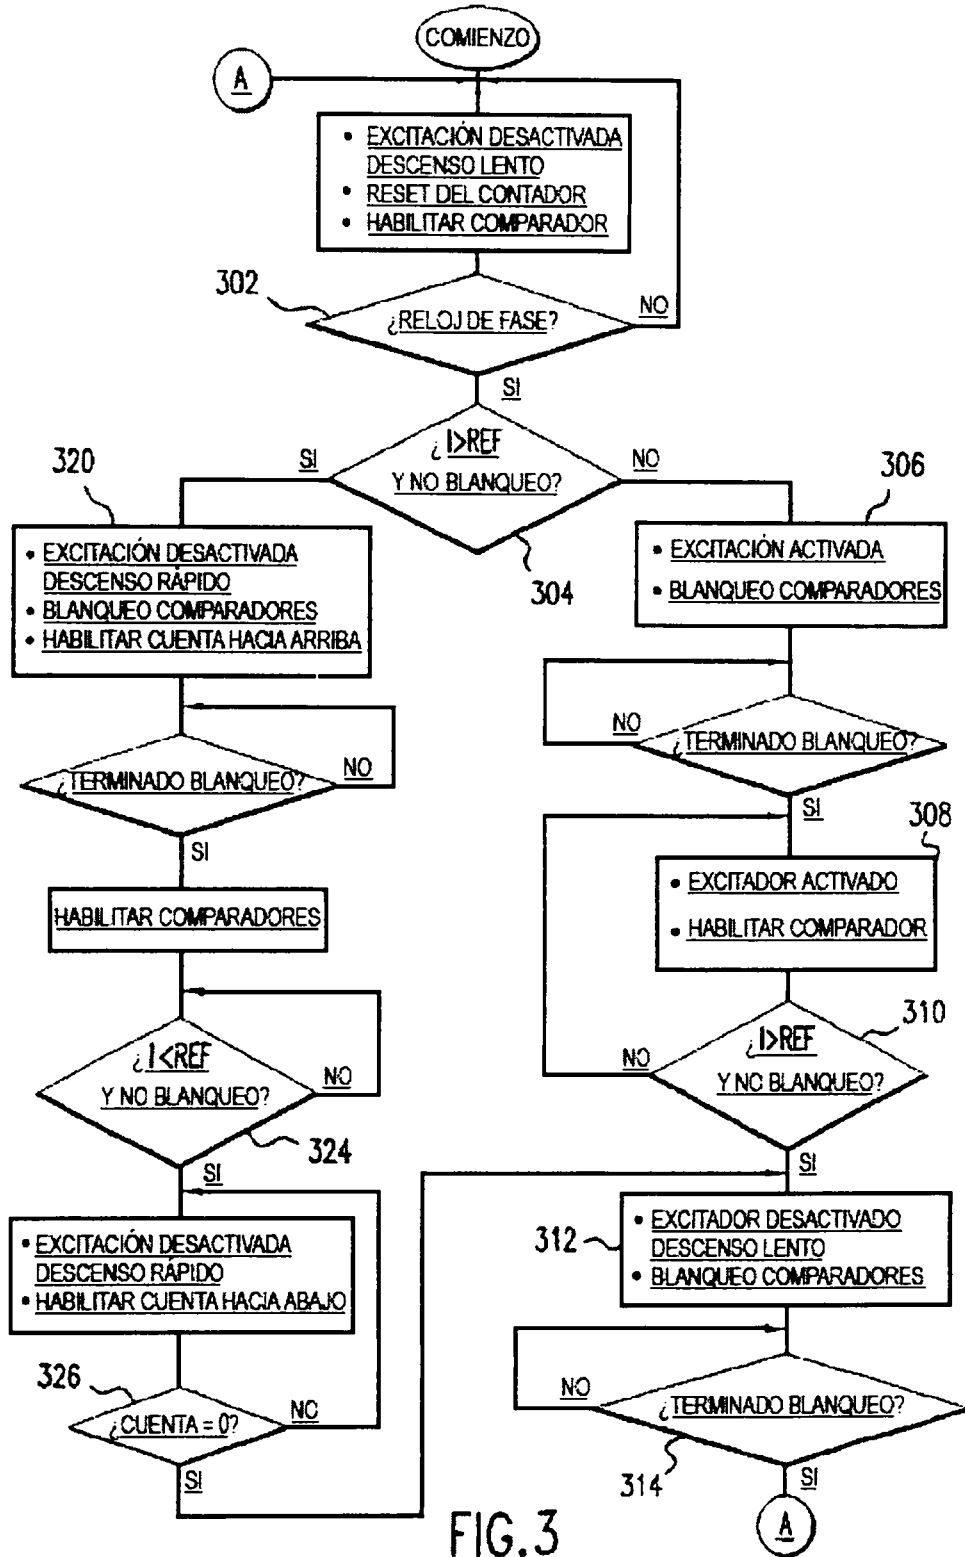 COMIENZO
A
• EXCITACIÓN DESACTIVADA
DESCENSO LENTO
• RESET DEL CONTADOR
• HABILITAR COMPARADOR
302
¿RELOJ DE FASE?
NO
SI
¿I>REF
Y NO BLANQUEO?
SI
NO
304
320
• EXCITACIÓN DESACTIVADA
DESCENSO RÁPIDO
• BLANQUEO COMPARADORES
• HABILITAR CUENTA HACIA ARRIBA
¿TERMINADO BLANQUEO?
NO
SI
HABILITAR COMPARADORES
¿I<REF
Y NO BLANQUEO?
NO
324
SI
• EXCITACIÓN DESACTIVADA
DESCENSO RÁPIDO
• HABILITAR CUENTA HACIA ABAJO
326
¿CUENTA = 0?
NO
SI
306
• EXCITACIÓN ACTIVADA
• BLANQUEO COMPARADORES
NO
¿TERMINADO BLANQUEO?
SI
308
• EXCITADOR ACTIVADO
• HABILITAR COMPARADOR
310
¿I>REF
Y NO BLANQUEO?
NO
SI
312
• EXCITADOR DESACTIVADO
DESCENSO LENTO
• BLANQUEO COMPARADORES
NO
¿TERMINADO BLANQUEO?
314
SI
A
FIG.3